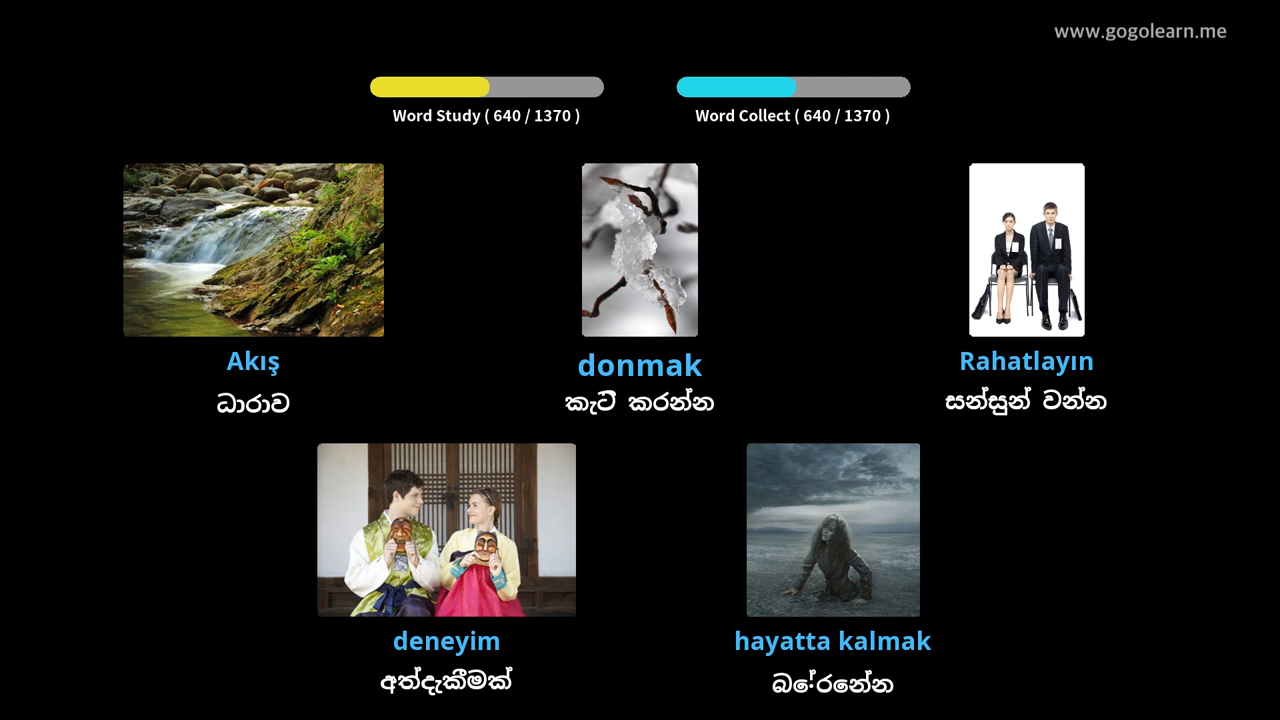 www.gogolearn.me
Word Study ( 640 / 1370 )
Word Collect ( 640 / 1370 )
Akış
ධාරාව
donmak
කැටි කරන්න
Rahatlayın
සන්සුන් වන්න
deneyim
අත්දැකීමක්
hayatta kalmak
බේරෙන්න